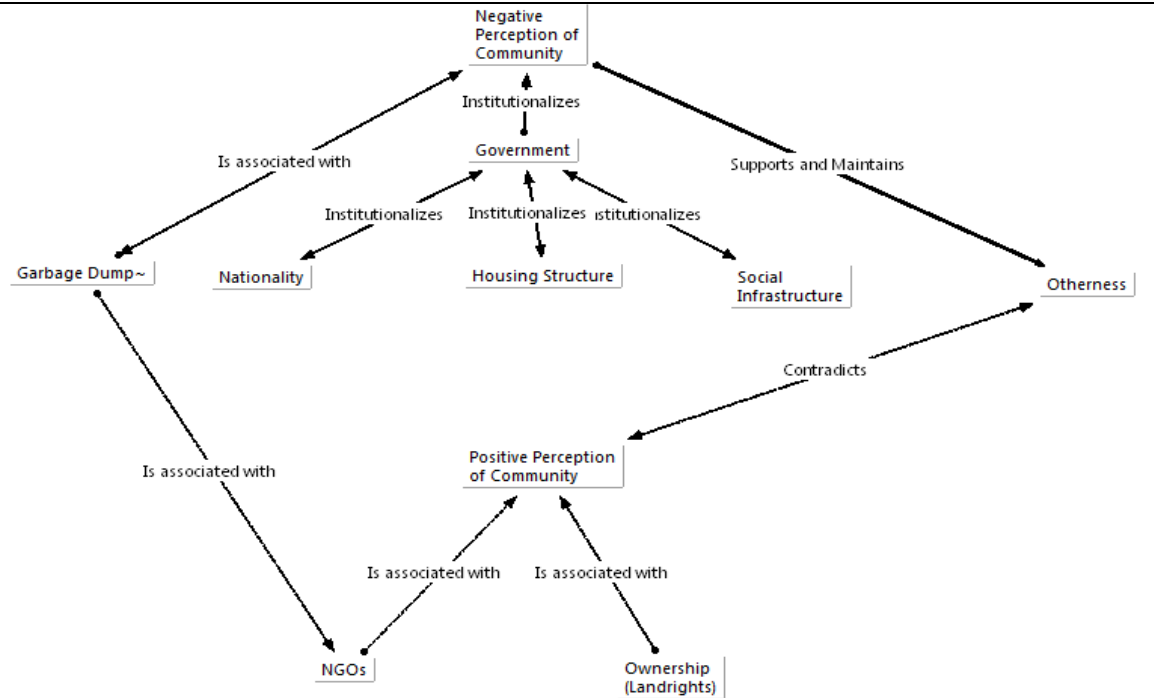 Negative
Perception of
Community
Institutionalizes
Government
Is associated with
Supports and Maintains
Institutionalizes
Institutionalizes
ıstitutionalizes
Garbage Dump~
Nationality
Housing Structure
Social
Infrastructure
Otherness
Contradicts
Positive Perception
of Community
Is associated with
Is associated with
Is associated with
NGOs
Ownership
(Landrights)